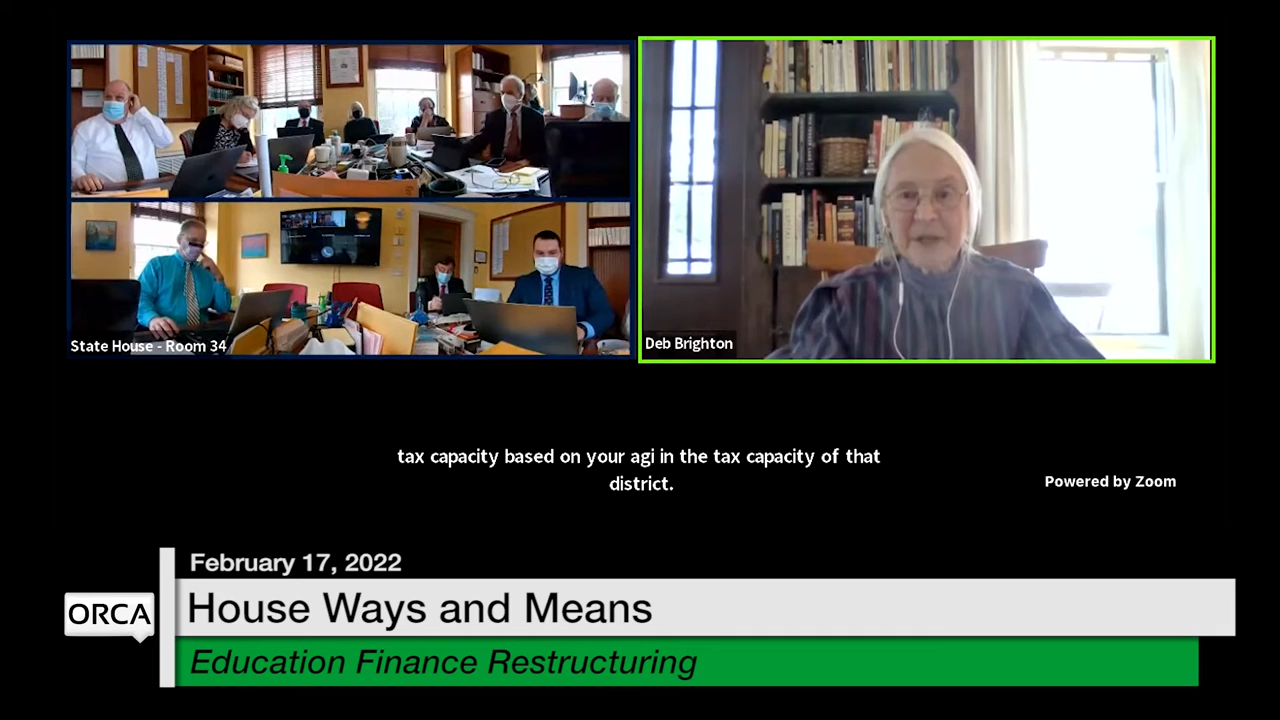 State House - Room 34
Deb Brighton
tax capacity based on your agi in the tax capacity of that
district.
Powered by Zoom
February 17, 2022
ORCA
House Ways and Means
Education Finance Restructuring